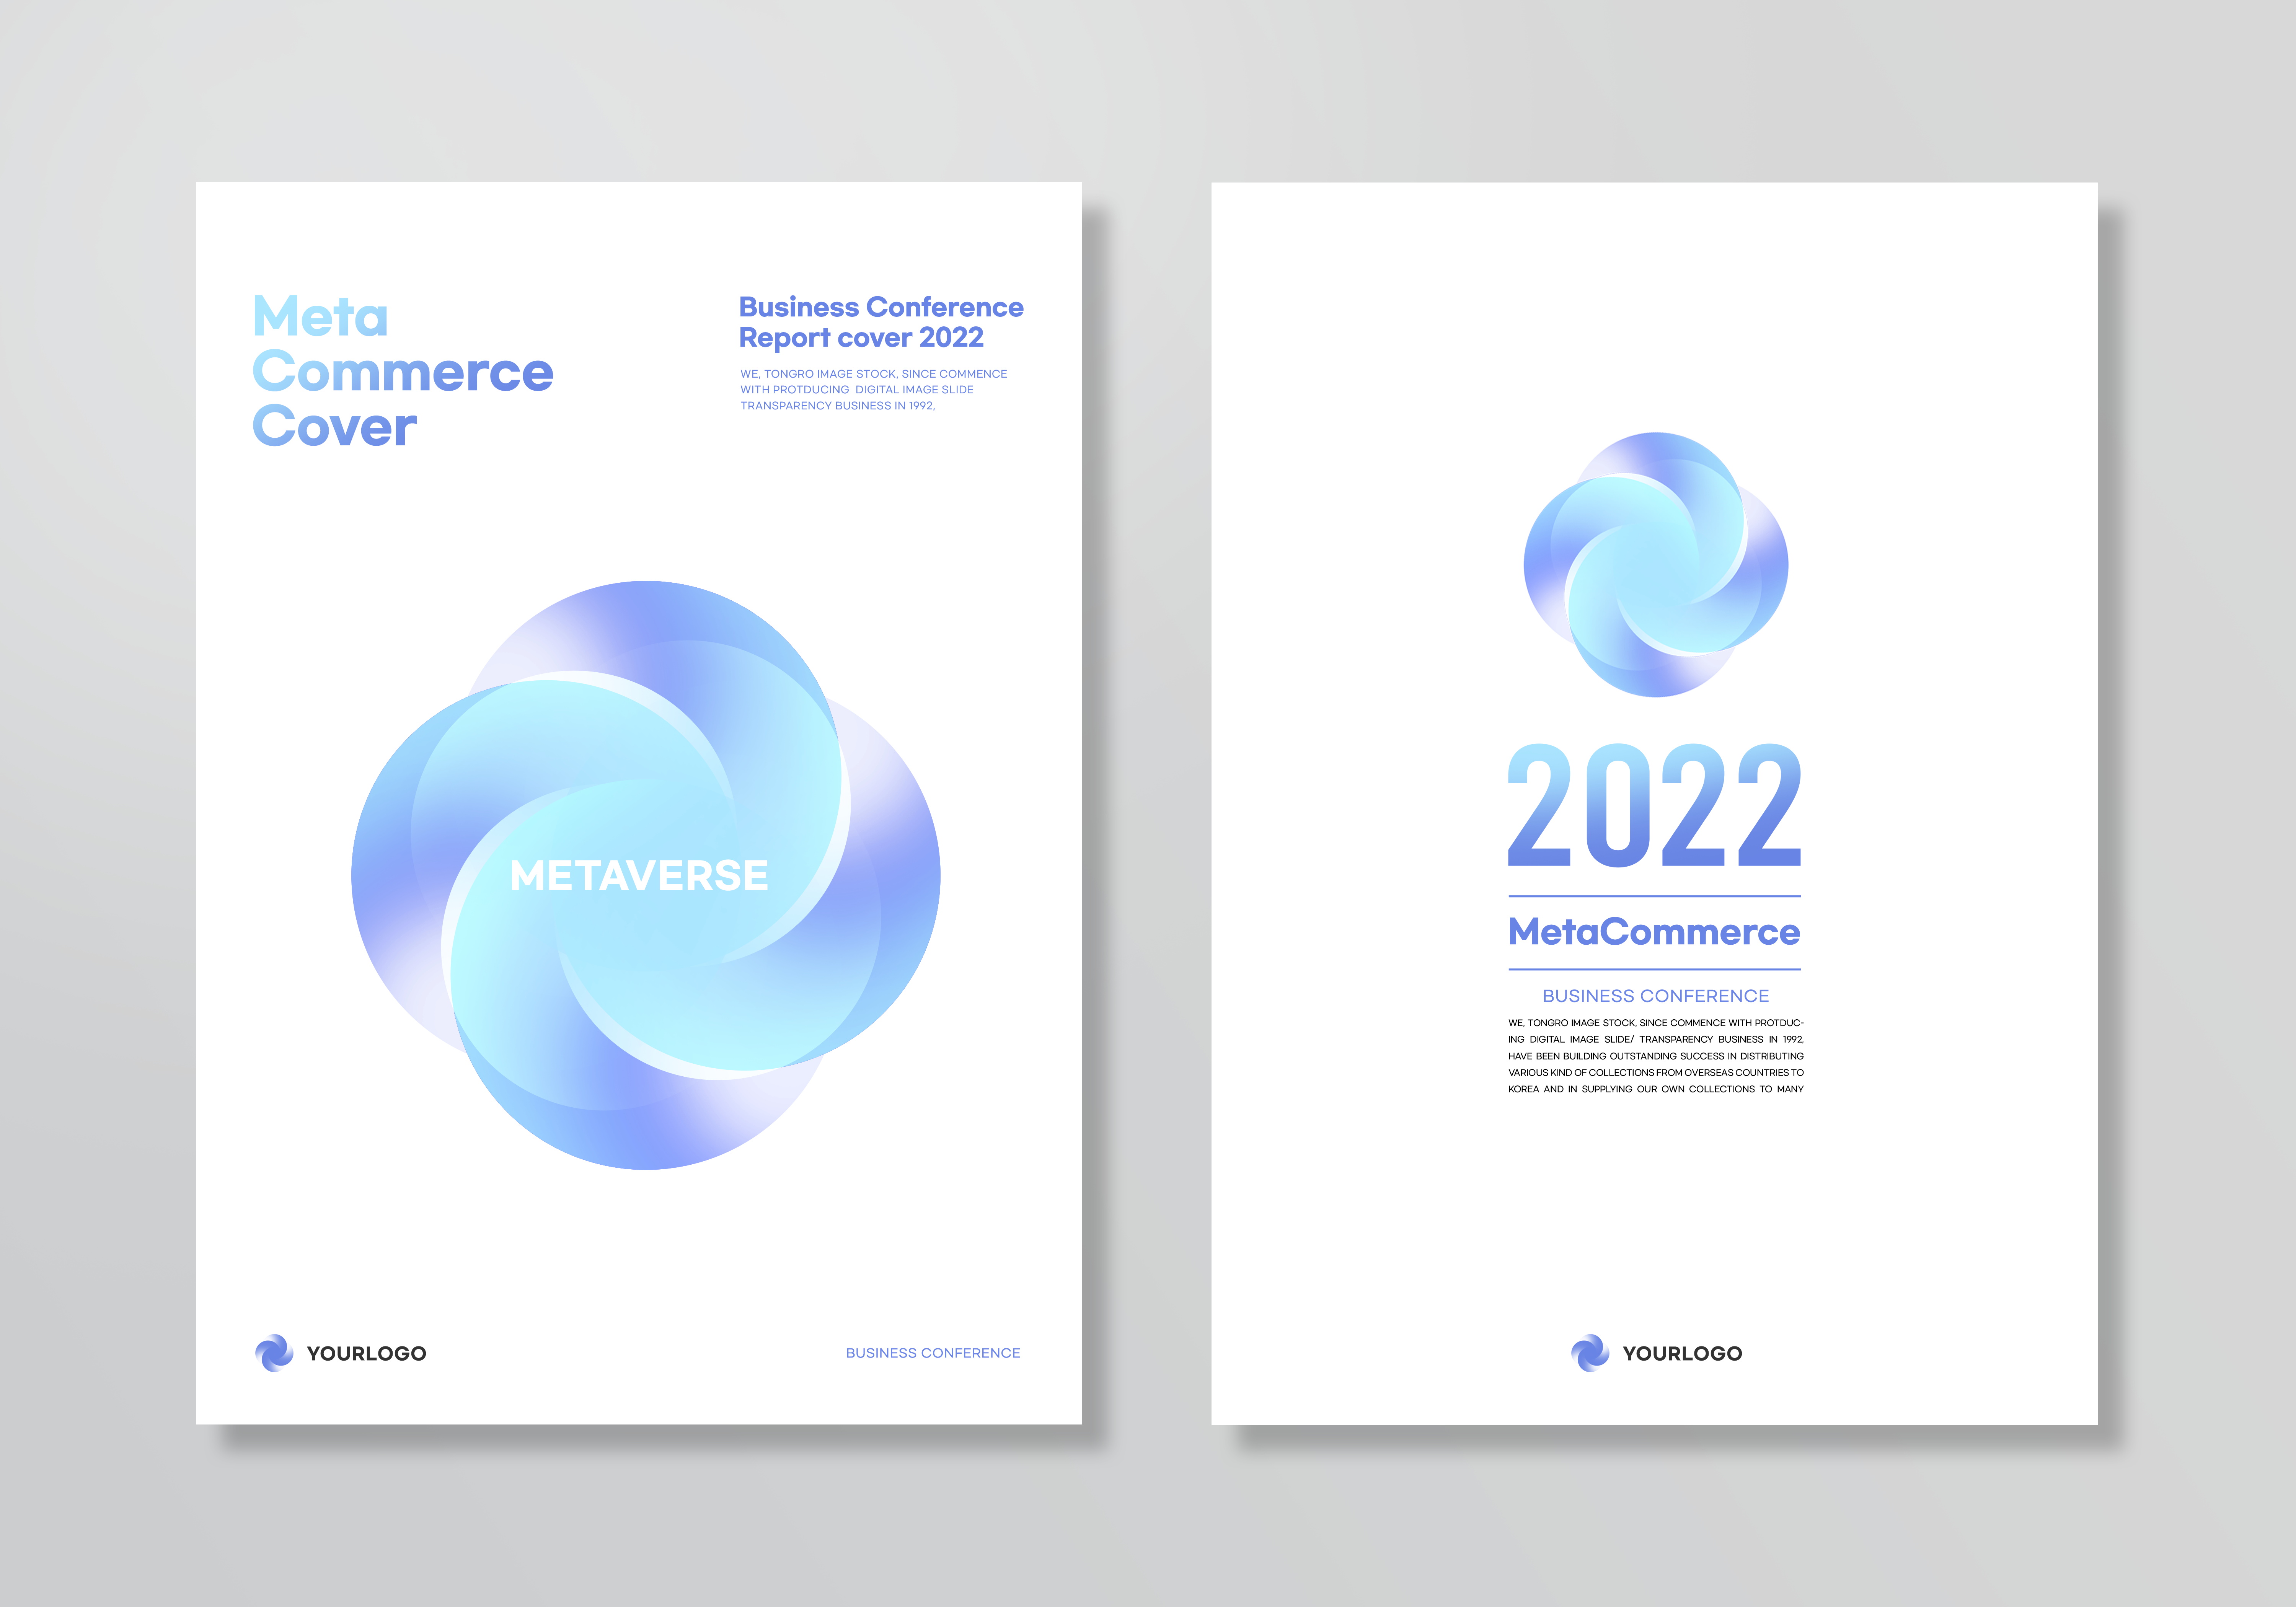 Meta
Commerce
Cover
Business Conference
Report cover 2022
WE, TONGRO IMAGE STOCK, SINCE COMMENCE
WITH PROTDUCING DIGITAL IMAGE SLIDE
TRANSPARENCY BUSINESS IN 1992,
METAVERSE
YOURLOGO
BUSINESS CONFERENCE
2022
MetaCommerce
BUSINESS CONFERENCE
WE, TONGRO IMAGE STOCK, SINCE COMMENCE WITH PROTDUC-
ING DIGITAL IMAGE SLIDE/ TRANSPARENCY BUSINESS IN 1992,
HAVE BEEN BUILDING OUTSTANDING SUCCESS IN DISTRIBUTING
VARIOUS KIND OF COLLECTIONS FROM OVERSEAS COUNTRIES TO
KOREA AND IN SUPPLYING OUR OWN COLLECTIONS TO MANY
YOURLOGO